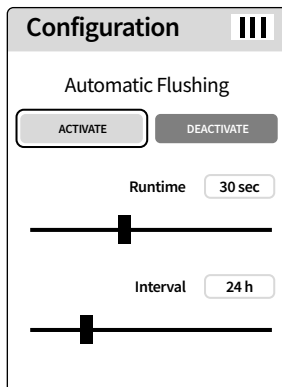 Configuration
Automatic Flushing
ACTIVATE DEACTIVATE
Runtime 30 sec
Interval 24 h